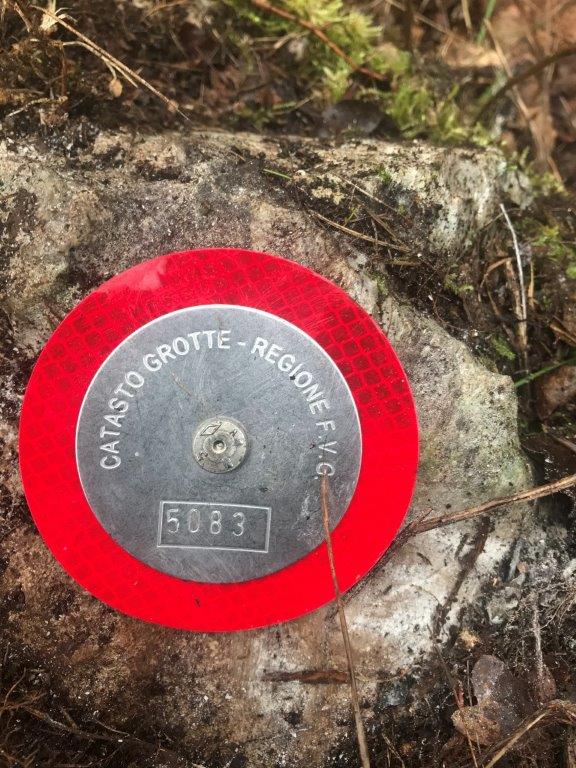 CATASTO GROTTE - REGIONE F.V.G.
5083